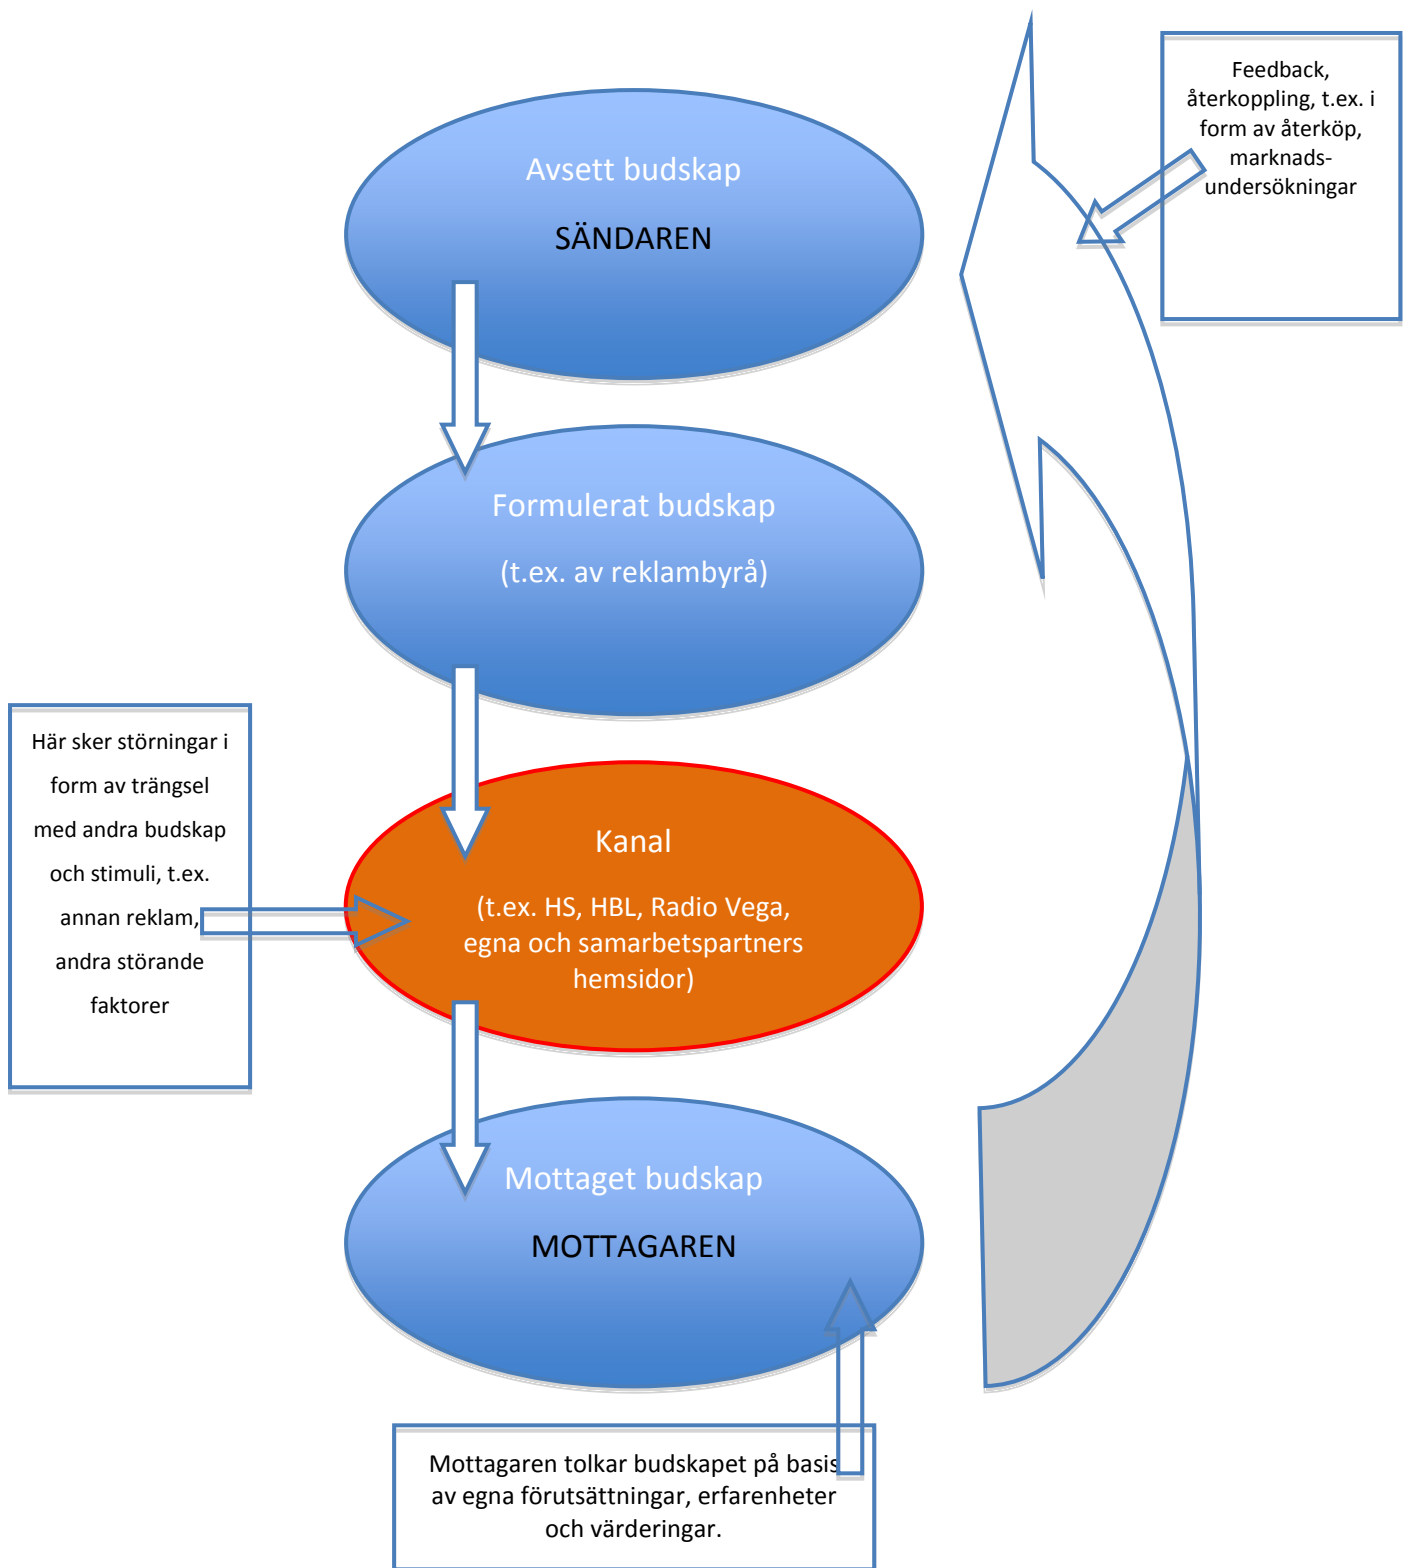 Feedback,
återkoppling, t.ex. i
form av återköp,
marknads-
undersökningar
Avsett budskap
SÄNDAREN
Formulerat budskap
(t.ex. av reklambyrå)
Här sker störningar i
form av trängsel
med andra budskap
och stimuli, t.ex.
annan reklam,
andra störande
faktorer
Kanal
(t.ex. HS, HBL, Radio Vega,
egna och samarbetspartners
hemsidor)
Mottaget budskap
MOTTAGAREN
Mottagaren tolkar budskapet på basis
av egna förutsättningar, erfarenheter
och värderingar.